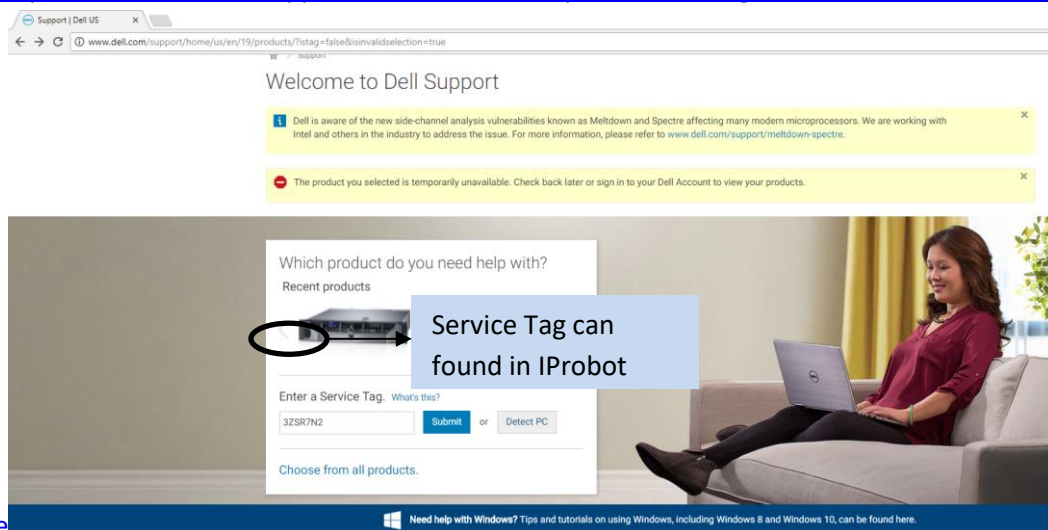 Support | Dell US
www.dell.com/support/home/us/en/19/products/?istag=false&isinvalidselection=true
> Support
Welcome to Dell Support
Dell is aware of the new side-channel analysis vulnerabilities known as Meltdown and Spectre affecting many modern microprocessors. We are working with
Intel and others in the industry to address the issue. For more information, please refer to www.dell.com/support/meltdown-spectre.
The product you selected is temporarily unavailable. Check back later or sign in to your Dell Account to view your products.
Which product do you need help with?
Recent products
Service Tag can
found in IProbot
Enter a Service Tag. What's this?
3ZSR7N2 Submit or Detect PC
Choose from all products.
Need help with Windows? Tips and tutorials on using Windows, including Windows 8 and Windows 10, can be found here.
e